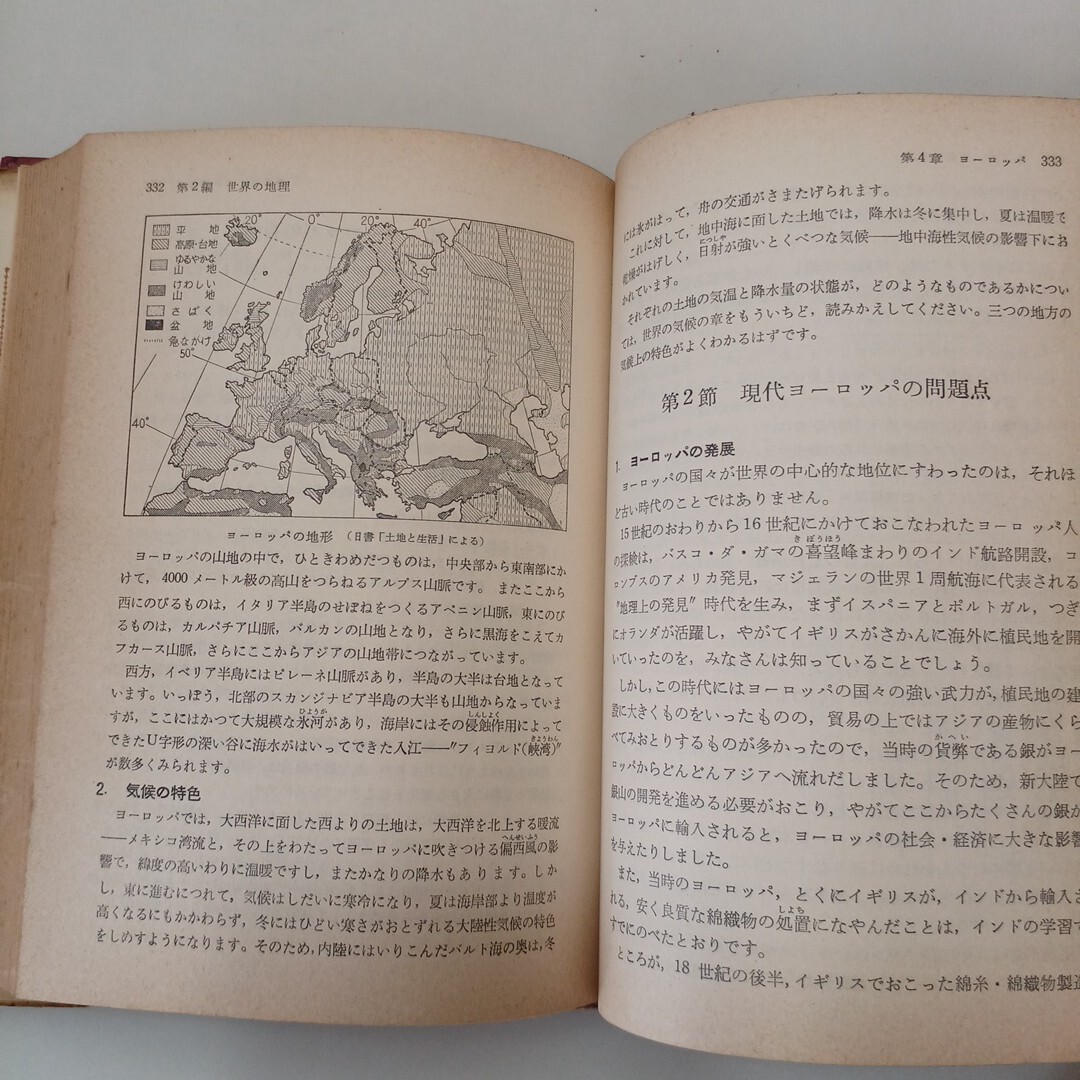 332 第2編 世界の地理
平地
高原・台地
ゆるやかな
山地
けわしい
山地
さばく
盆地
急ながけ
20°
0°
20°
40°
60°
50°
40°
ヨーロッパの地形 (日書「土地と生活」による)
ヨーロッパの山地の中で,ひときわめだつものは,中央部から東南部にか
けて,4000メートル級の高山をつらねるアルプス山脈です。またここから
西にのびるものは,イタリア半島のせぼねをつくるアペニン山脈,東にのび
るものは,カルパチア山脈,バルカンの山地となり,さらに黒海をこえてカ
フカース山脈,さらにここからアジアの山地帯につながっています。
西方,イベリア半島にはピレーネ山脈があり,半島の大半は台地となって
います。いっぽう,北部のスカンジナビア半島の大半も山地からなっていま
ひょうが しんしょく
すが,ここにはかつて大規模な氷河があり,海岸にはその侵蝕作用によって
きょうわん
できたU字形の深い谷に海水がはいってできた入江——"フィヨルド(峡湾)"
が数多くみられます。
2. 気候の特色
ヨーロッパでは,大西洋に面した西よりの土地は,大西洋を北上する暖流
へんせいふう
——メキシコ湾流と,その上をわたってヨーロッパに吹きつける偏西風の影
響で,緯度の高いわりに温暖ですし,またかなりの降水もあります。しか
し,東に進むにつれて,気候はしだいに寒冷になり,夏は海岸部より温度が
高くなるにもかかわらず,冬にはひどい寒さがおとずれる大陸性気候の特色
をしめすようになります。そのため,内陸にはいりこんだバルト海の奥は,冬
第4章 ヨーロッパ 333
には氷がはって,舟の交通がさまたげられます。
これに対して,地中海に面した土地では,降水は冬に集中し,夏は温暖で
にっしゃ
乾燥がはげしく,日射が強いとくべつな気候——地中海性気候の影響下にお
かれています。
それぞれの土地の気温と降水量の状態が,どのようなものであるかについ
ては,世界の気候の章をもういちど,読みかえしてください。三つの地方の
気候上の特色がよくわかるはずです。
第2節 現代ヨーロッパの問題点
1. ヨーロッパの発展
ヨーロッパの国々が世界の中心的な地位にすわったのは,それほ
ど古い時代のことではありません。
15世紀のおわりから16世紀にかけておこなわれたヨーロッパ人
きぼうほう
の探検は,バスコ・ダ・ガマの喜望峰まわりのインド航路開設,コ
ロンブスのアメリカ発見,マジェランの世界1周航海に代表される
"地理上の発見"時代を生み,まずイスパニアとポルトガル,つぎ
にオランダが活躍し,やがてイギリスがさかんに海外に植民地を開
いていったのを,みなさんは知っていることでしょう。
しかし,この時代にはヨーロッパの国々の強い武力が,植民地の建
設に大きくものをいったものの,貿易の上ではアジアの産物にくら
かへい
べてみおとりするものが多かったので,当時の貨弊である銀がヨー
ロッパからどんどんアジアへ流れだしました。そのため,新大陸で
銀山の開発を進める必要がおこり,やがてここからたくさんの銀が
ヨーロッパに輸入されると,ヨーロッパの社会・経済に大きな影響
を与えたりしました。
また,当時のヨーロッパ,とくにイギリスが,インドから輸入さ
しょち
れる,安く良質な綿織物の処置になやんだことは,インドの学習で
すでにのべたとおりです。
ところが,18世紀の後半,イギリスでおこった綿糸・綿織物製造